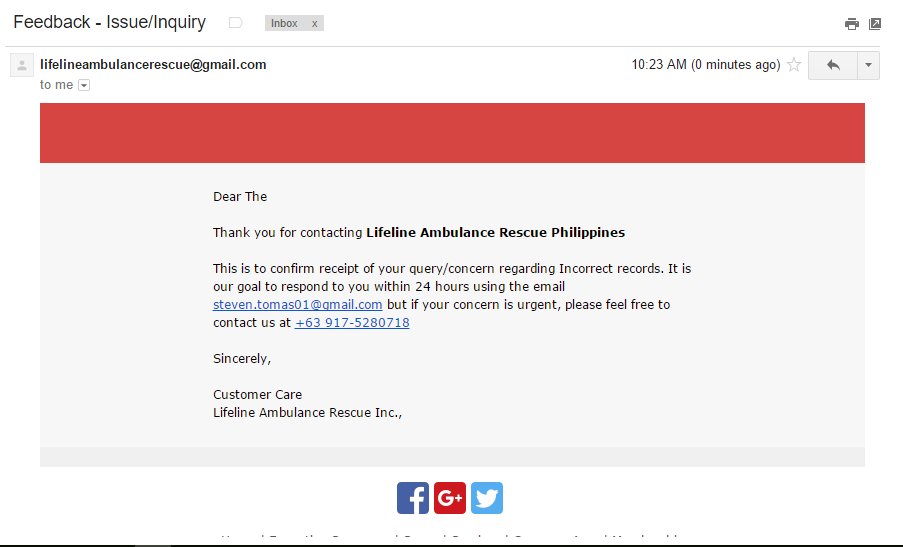 Feedback - Issue/Inquiry
Inbox x
lifelineambulancerescue@gmail.com
10:23 AM (0 minutes ago)
to me
Dear The
Thank you for contacting Lifeline Ambulance Rescue Philippines
This is to confirm receipt of your query/concern regarding Incorrect records. It is
our goal to respond to you within 24 hours using the email
steven.tomas01@gmail.com but if your concern is urgent, please feel free to
contact us at +63 917-5280718
Sincerely,
Customer Care
Lifeline Ambulance Rescue Inc.,
f G+